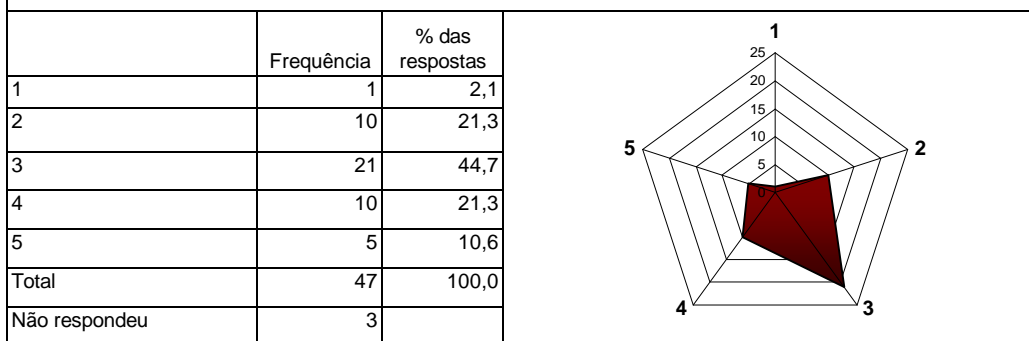 Frequência % das respostas
1 1 2,1
2 10 21,3
3 21 44,7
4 10 21,3
5 5 10,6
Total 47 100,0
Não respondeu 3
1
25
20
15
10
5
0
5 2
4 3